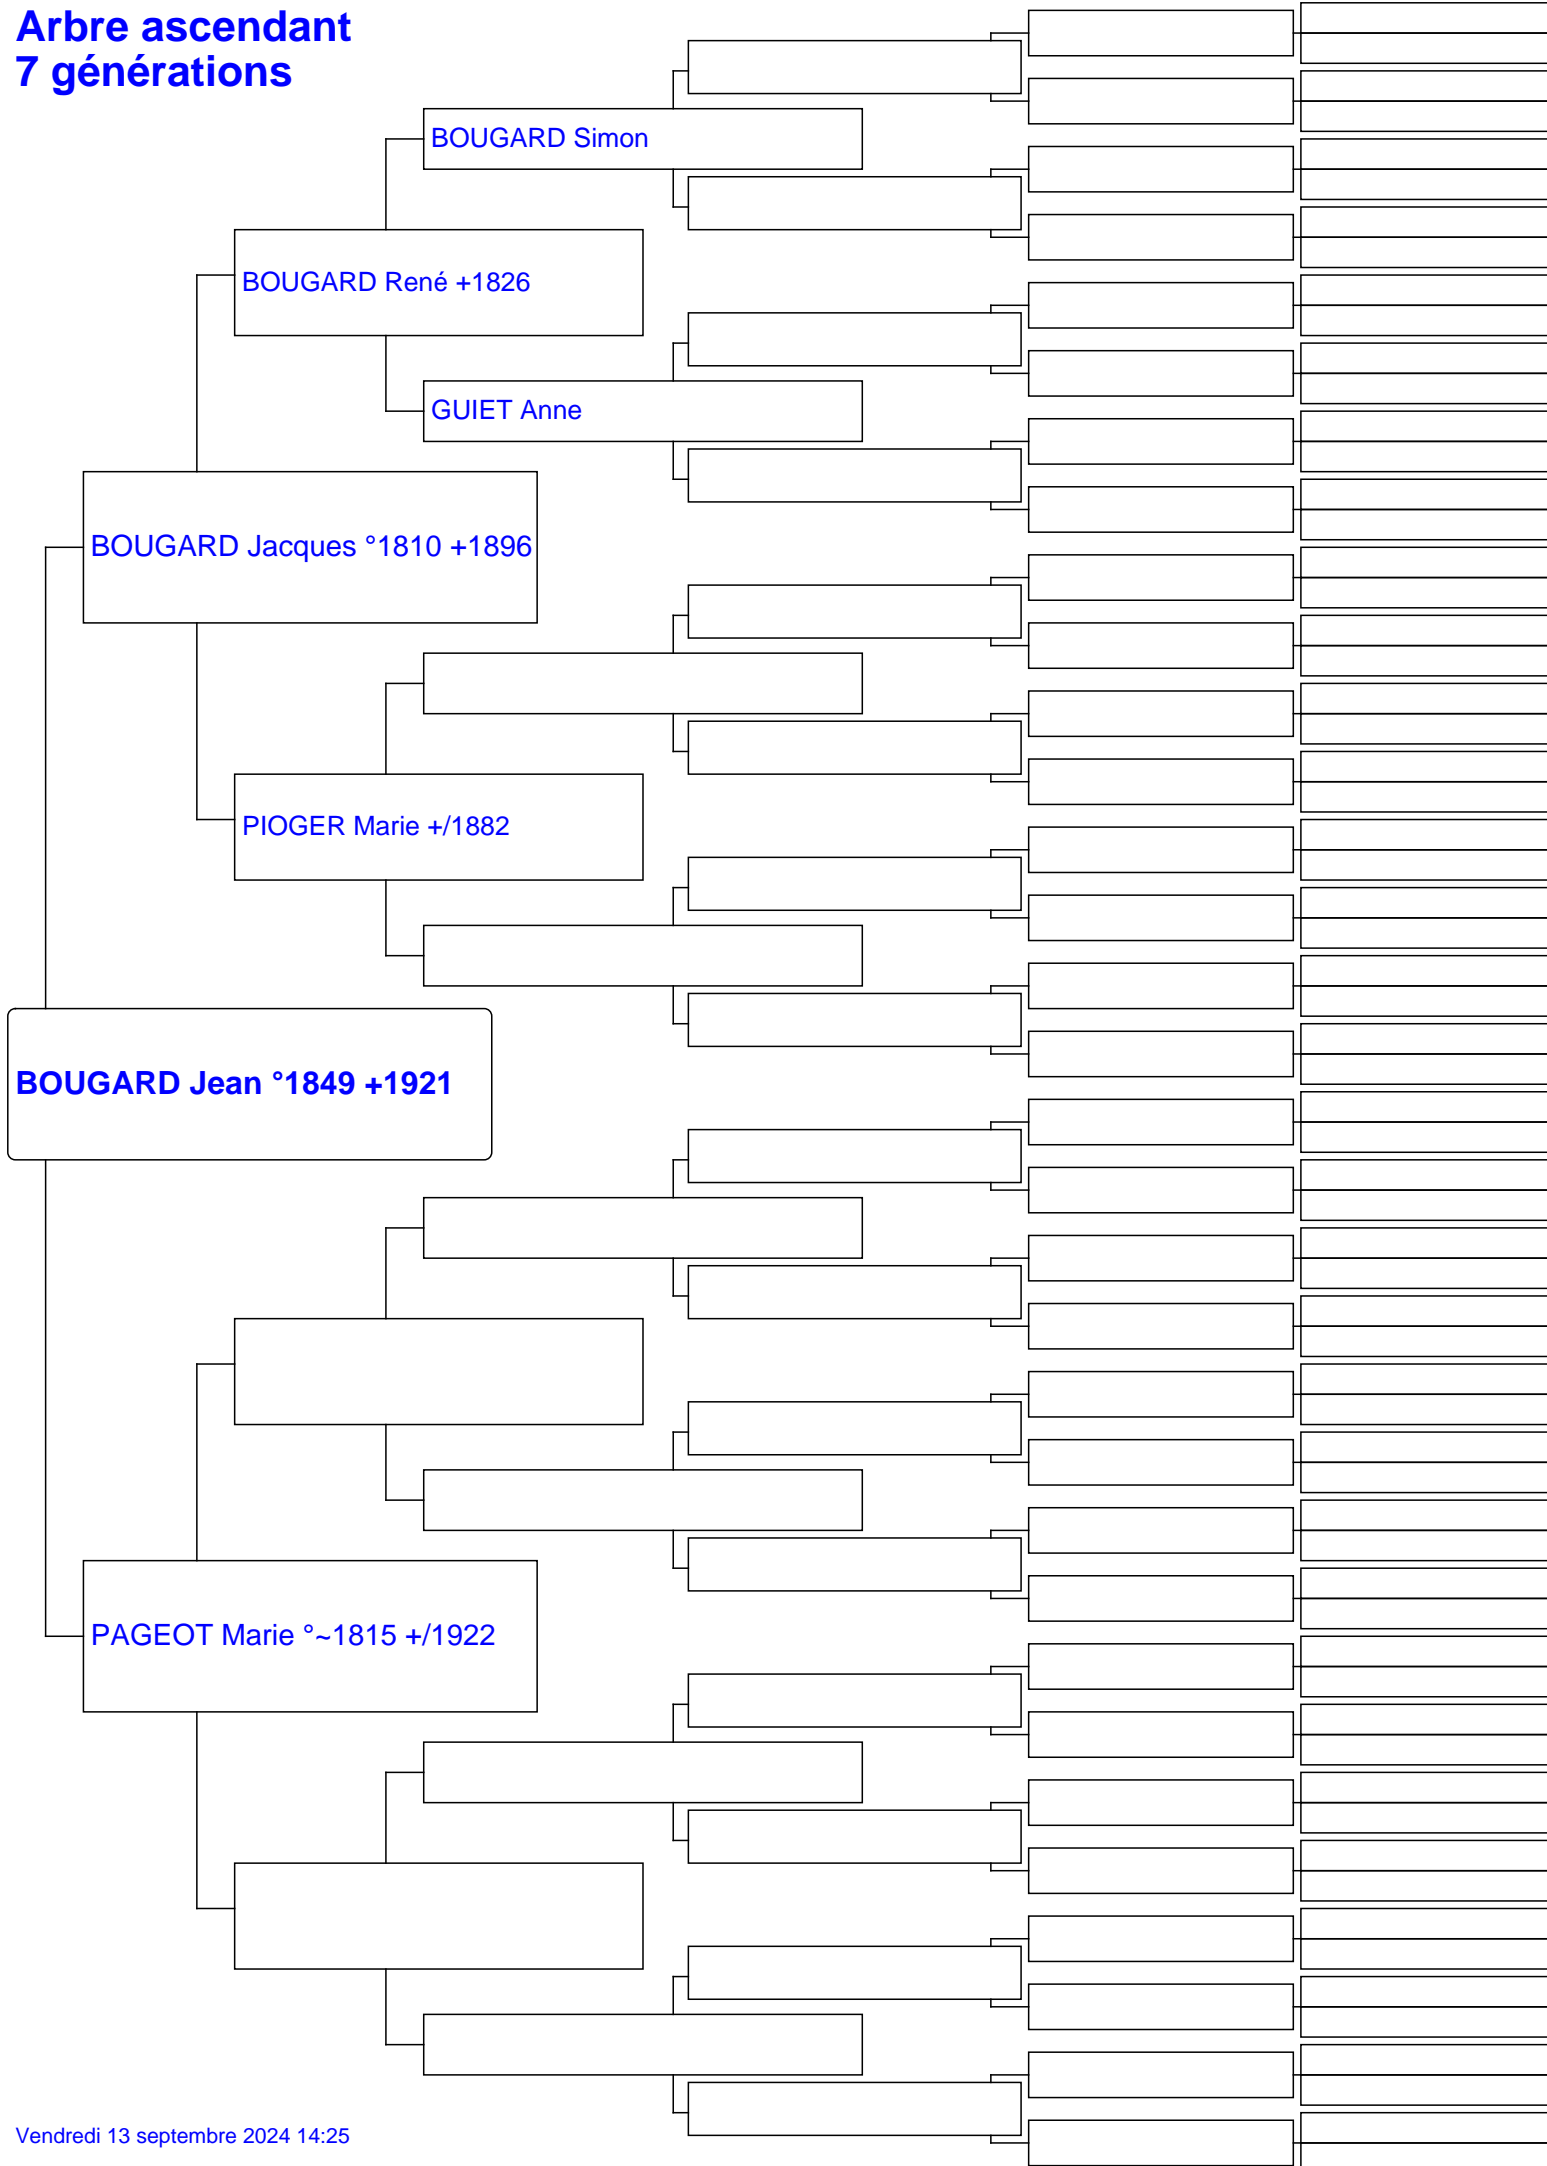 Arbre ascendant
7 générations
BOUGARD Simon
BOUGARD René +1826
GUIET Anne
BOUGARD Jacques °1810 +1896
PIOGER Marie +/1882
BOUGARD Jean °1849 +1921
PAGEOT Marie °~1815 +/1922
Vendredi 13 septembre 2024 14:25